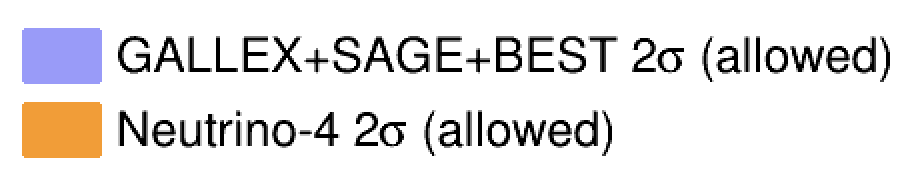 GALLEX+SAGE+BEST 2σ (allowed)
Neutrino-4 2σ (allowed)